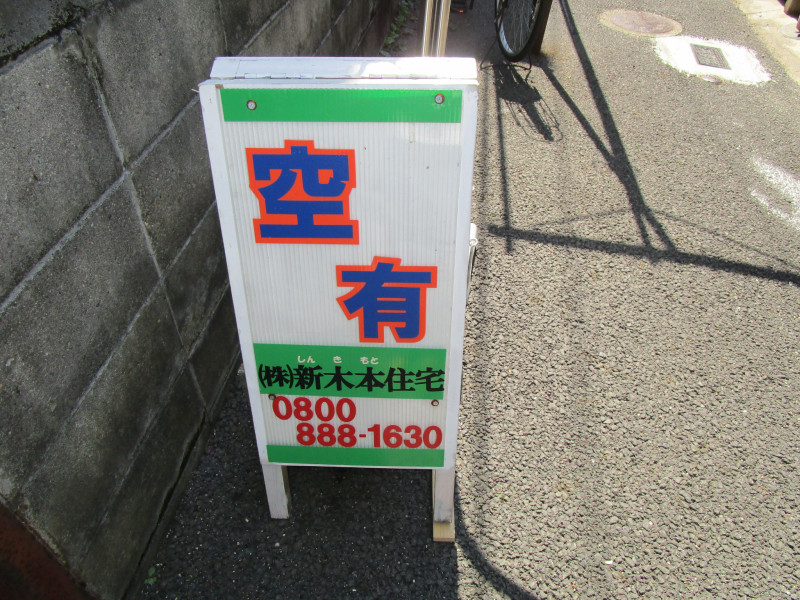 空
有
しん き もと
㈱新木本住宅
0800
888-1630